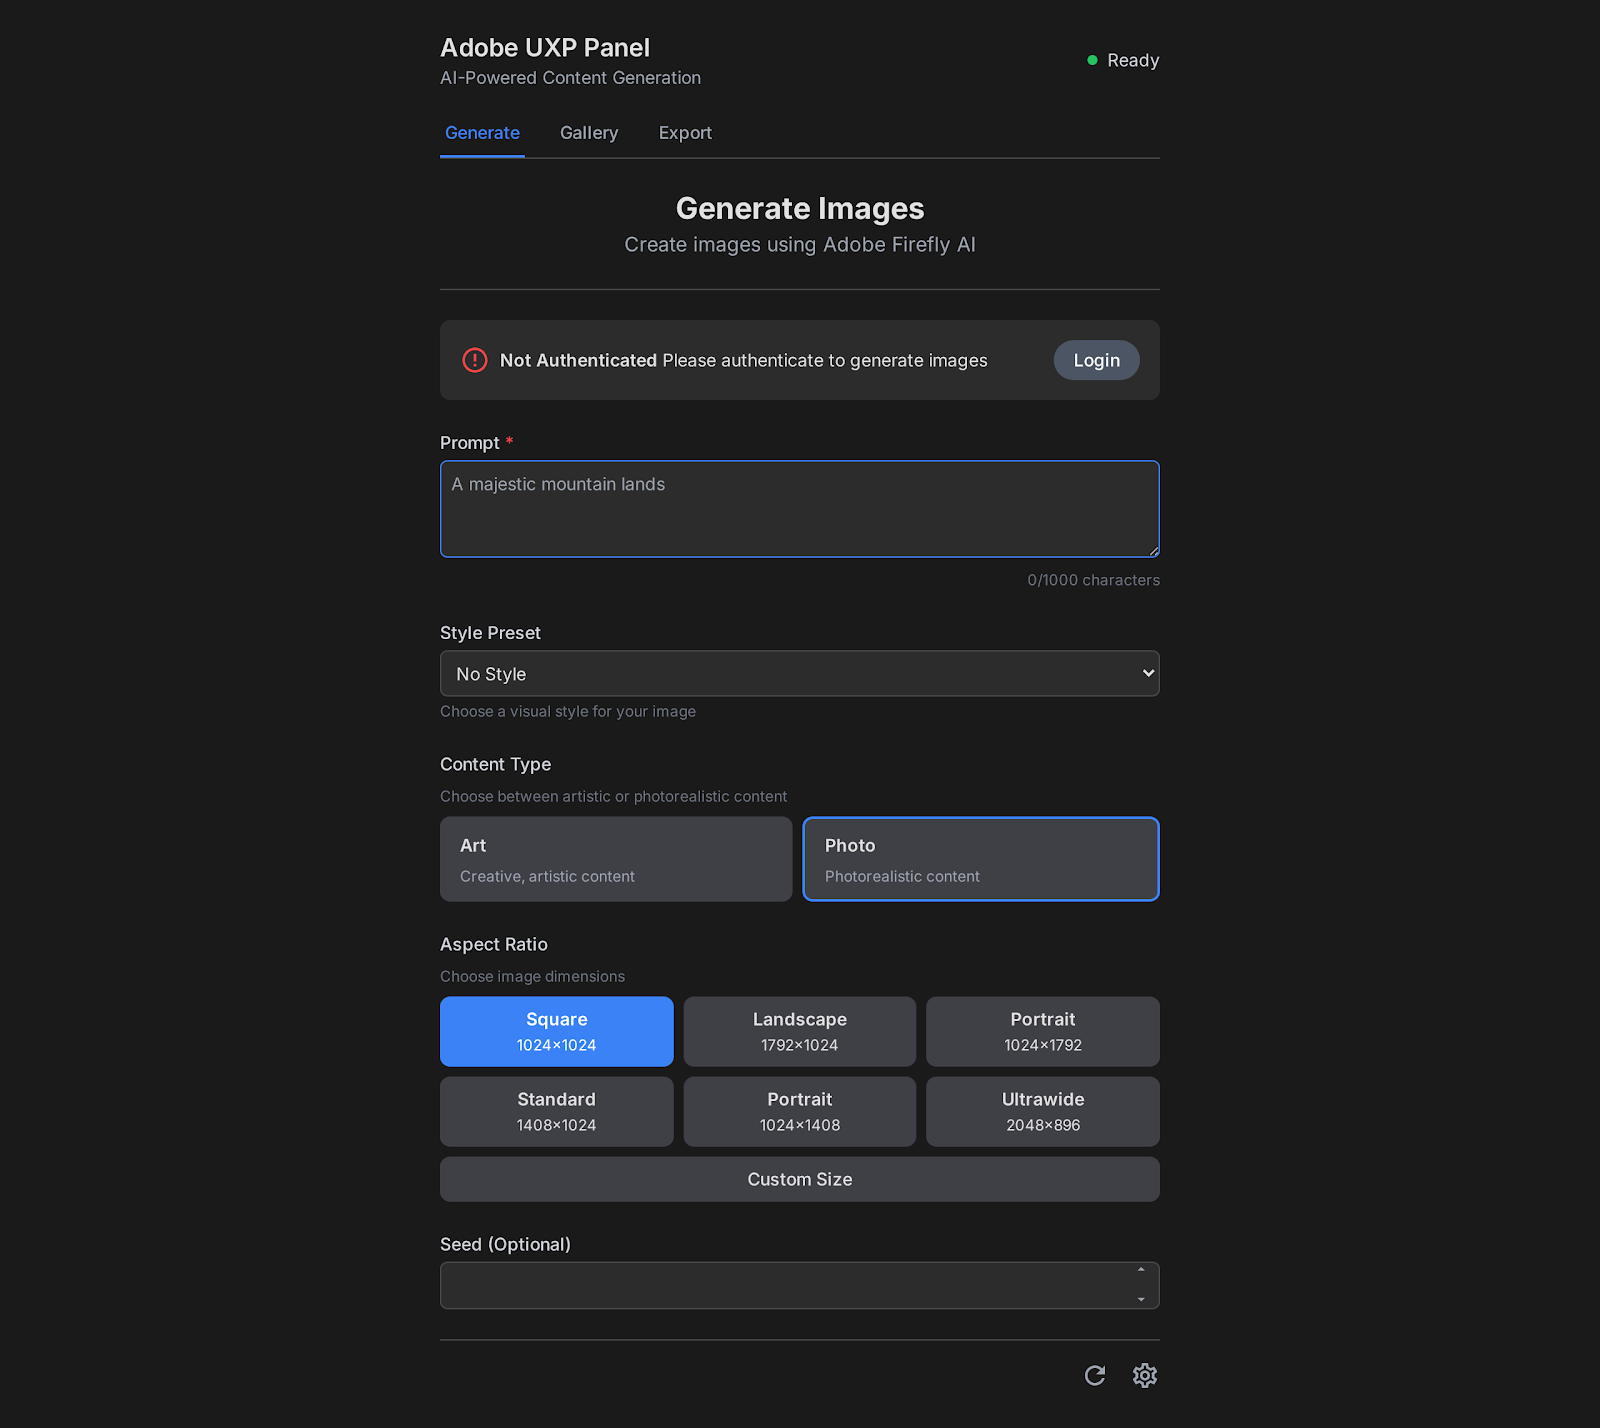 Adobe UXP Panel
AI-Powered Content Generation
Ready
Generate Gallery Export
Generate Images
Create images using Adobe Firefly AI
Not Authenticated Please authenticate to generate images
Login
Prompt *
A majestic mountain lands
0/1000 characters
Style Preset
No Style
Choose a visual style for your image
Content Type
Choose between artistic or photorealistic content
Art
Creative, artistic content
Photo
Photorealistic content
Aspect Ratio
Choose image dimensions
Square
1024×1024
Landscape
1792×1024
Portrait
1024×1792
Standard
1408×1024
Portrait
1024×1408
Ultrawide
2048×896
Custom Size
Seed (Optional)